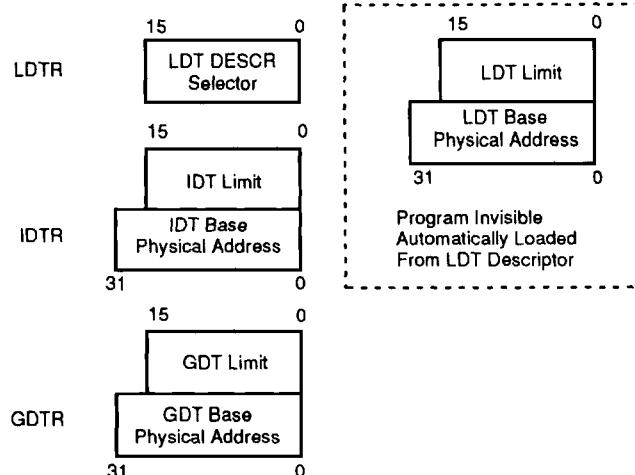 15 0
LDTR
LDT DESCR
Selector
15 0
IDT Limit
IDTR
IDT Base
Physical Address
31 0
15 0
GDT Limit
GDTR
GDT Base
Physical Address
31 0
15 0
LDT Limit
LDT Base
Physical Address
31 0
Program Invisible
Automatically Loaded
From LDT Descriptor